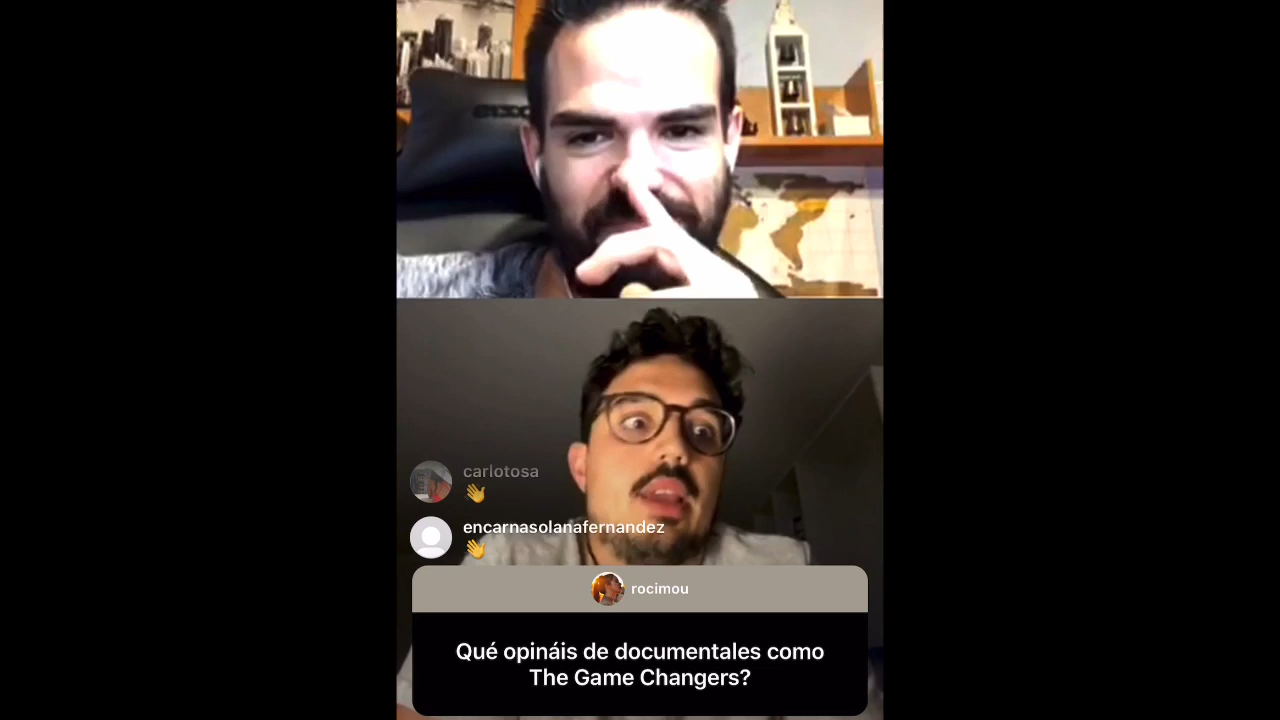 carlotosa
👋
encarnasolanafernandez
👋
rocimou
Qué opináis de documentales como
The Game Changers?